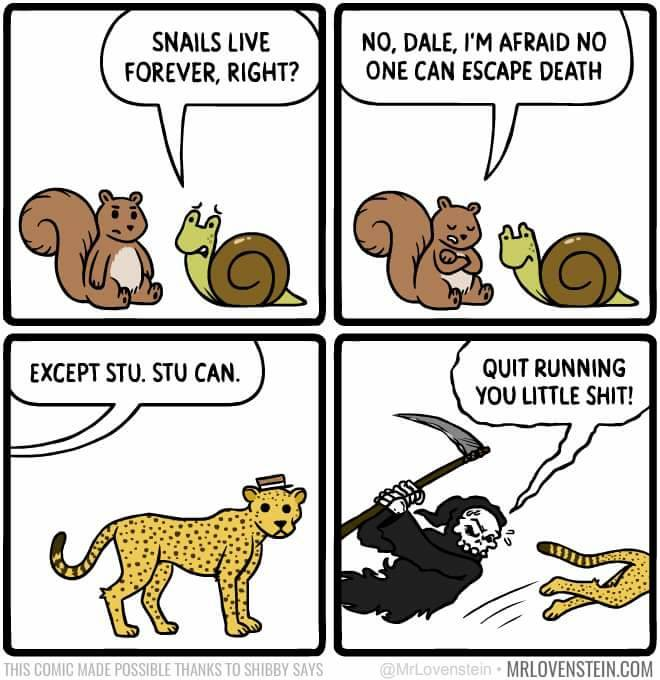 SNAILS LIVE
FOREVER, RIGHT?
NO, DALE, I'M AFRAID NO
ONE CAN ESCAPE DEATH
EXCEPT STU. STU CAN.
QUIT RUNNING
YOU LITTLE SHIT!
THIS COMIC MADE POSSIBLE THANKS TO SHIBBY SAYS
@MrLovenstein • MRLOVENSTEIN.COM